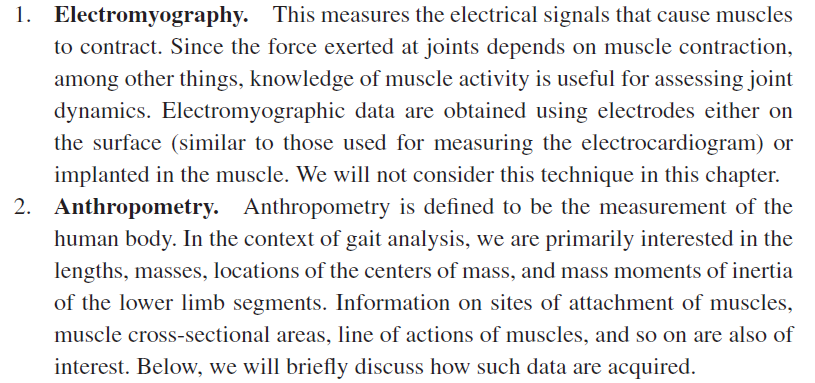 1. Electromyography. This measures the electrical signals that cause muscles
to contract. Since the force exerted at joints depends on muscle contraction,
among other things, knowledge of muscle activity is useful for assessing joint
dynamics. Electromyographic data are obtained using electrodes either on
the surface (similar to those used for measuring the electrocardiogram) or
implanted in the muscle. We will not consider this technique in this chapter.
2. Anthropometry. Anthropometry is defined to be the measurement of the
human body. In the context of gait analysis, we are primarily interested in the
lengths, masses, locations of the centers of mass, and mass moments of inertia
of the lower limb segments. Information on sites of attachment of muscles,
muscle cross-sectional areas, line of actions of muscles, and so on are also of
interest. Below, we will briefly discuss how such data are acquired.